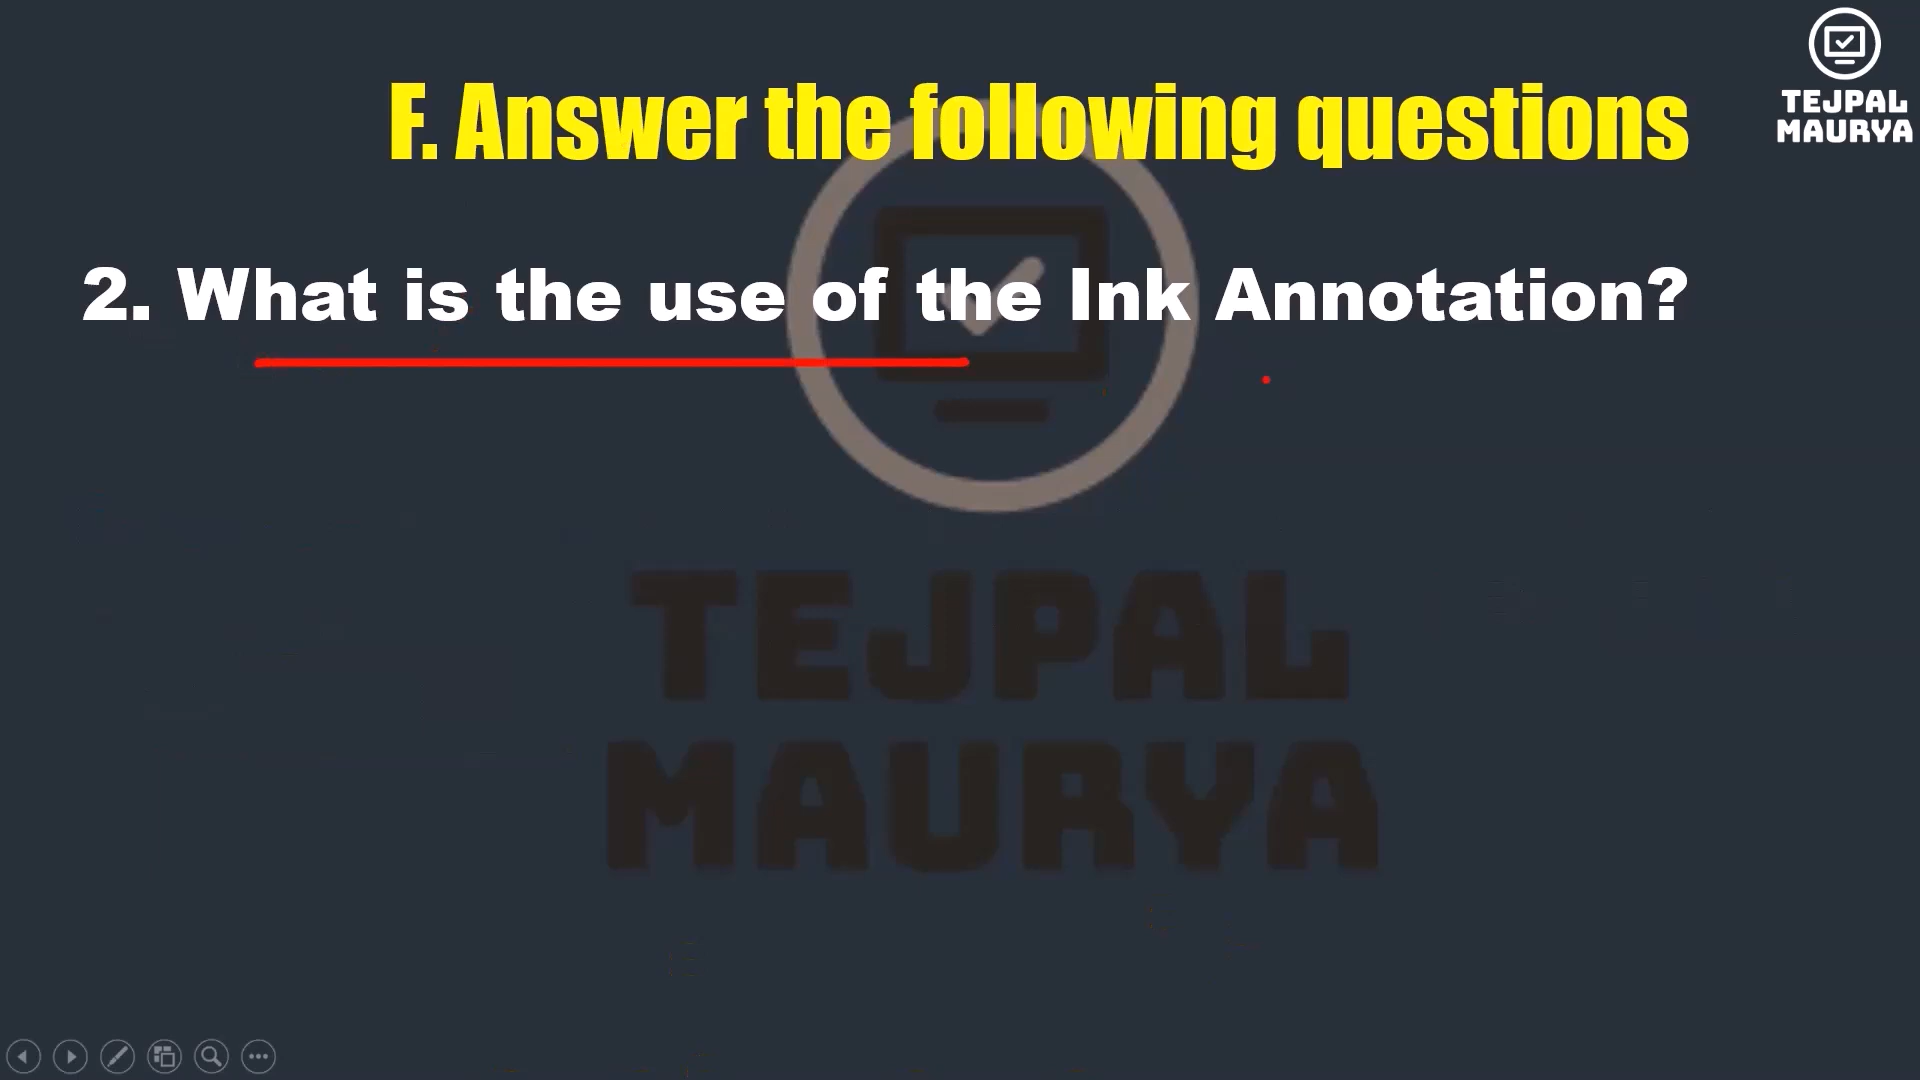 TEJPAL
MAURYA
F. Answer the following questions
2. What is the use of the Ink Annotation?
TEJPAL
MAURYA